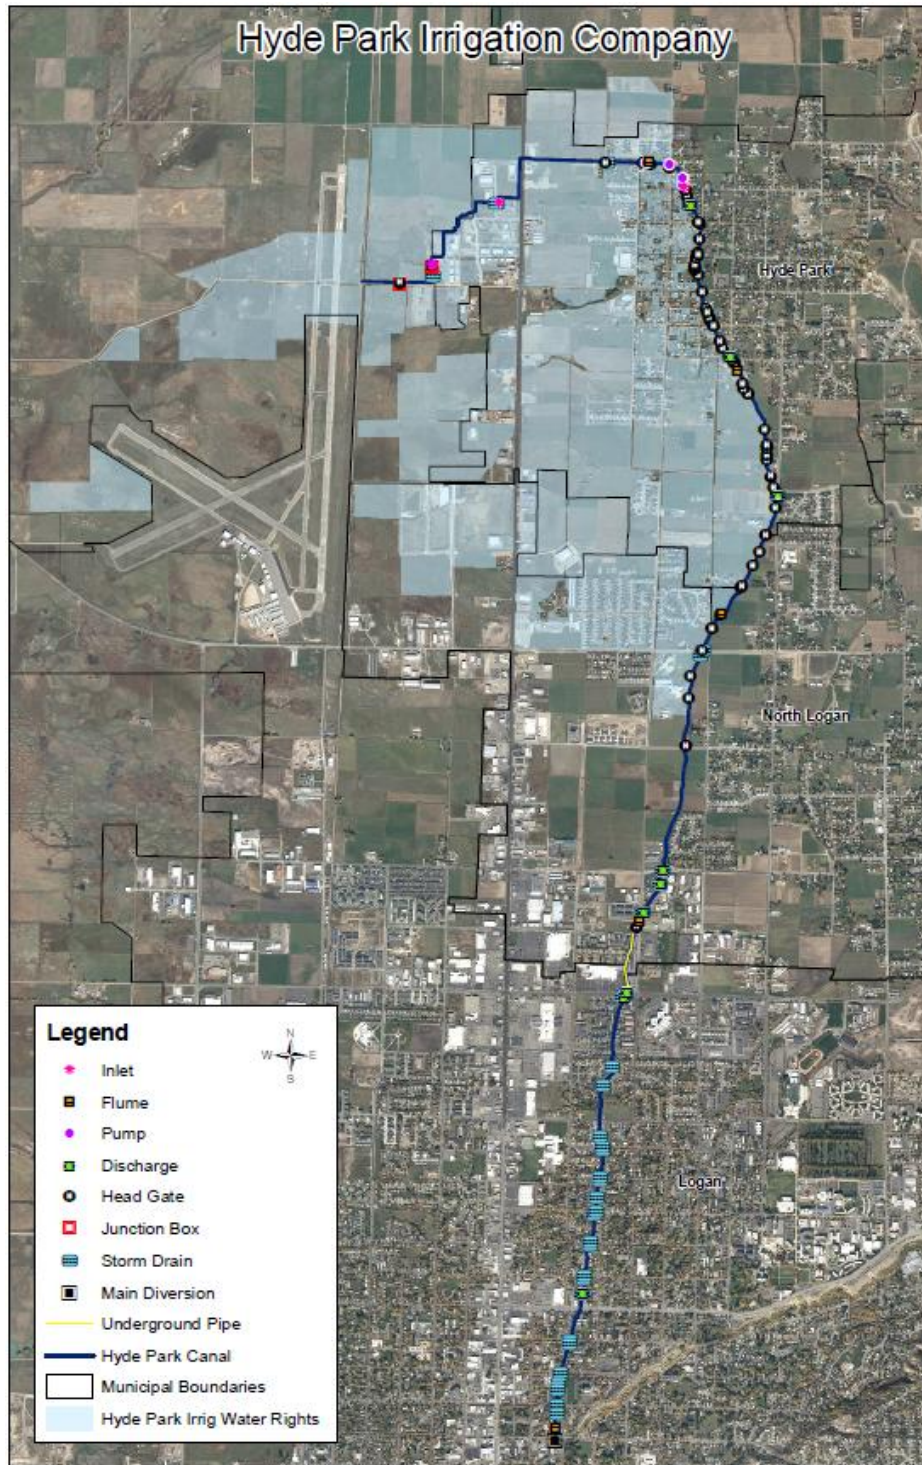 Hyde Park Irrigation Company
Hyde Park
North Logan
Logan
Legend
N
W E
S
Inlet
Flume
Pump
Discharge
Head Gate
Junction Box
Storm Drain
Main Diversion
Underground Pipe
Hyde Park Canal
Municipal Boundaries
Hyde Park Irrig Water Rights